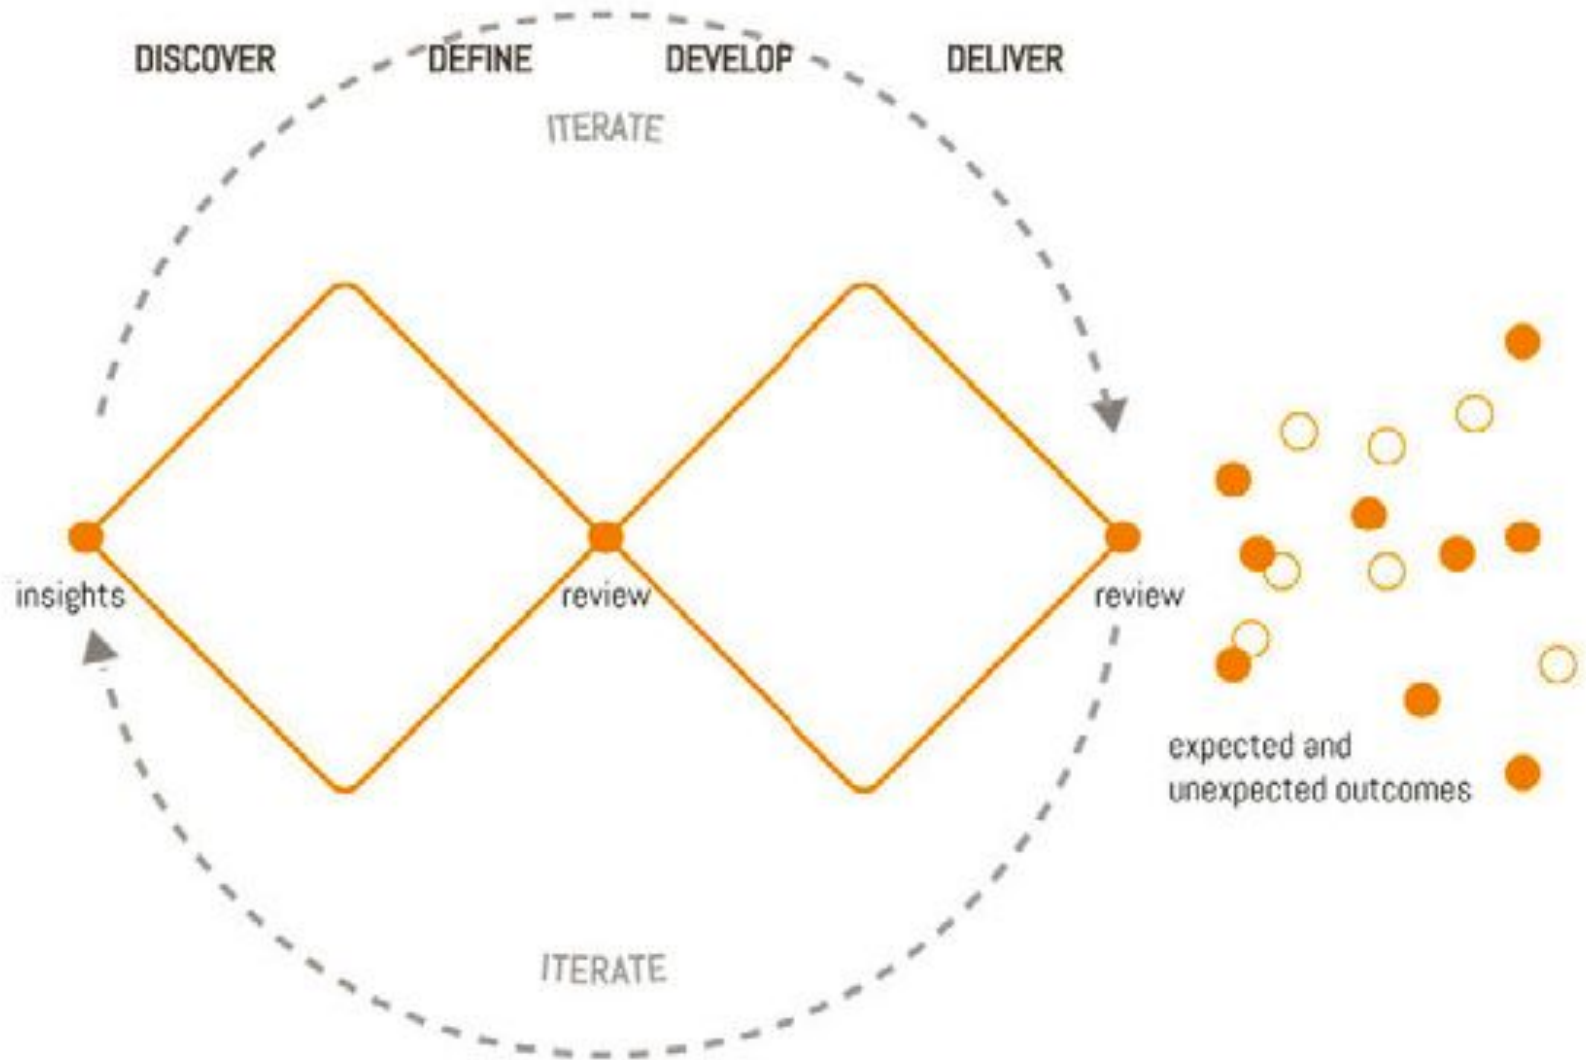 DISCOVER DEFINE DEVELOP DELIVER
ITERATE
insights review review
expected and
unexpected outcomes
ITERATE